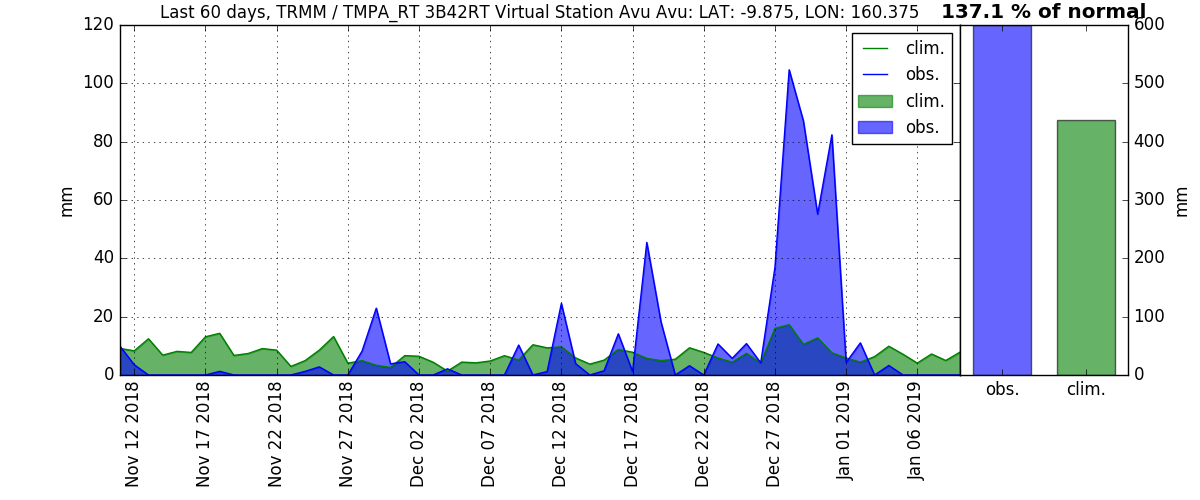 Last 60 days, TRMM / TMPA_RT 3B42RT Virtual Station Avu Avu: LAT: -9.875, LON: 160.375
137.1 % of normal
120
100
80
60
40
20
0
mm
clim.
obs.
clim.
obs.
600
500
400
300
200
100
0
mm
Nov 12 2018
Nov 17 2018
Nov 22 2018
Nov 27 2018
Dec 02 2018
Dec 07 2018
Dec 12 2018
Dec 17 2018
Dec 22 2018
Dec 27 2018
Jan 01 2019
Jan 06 2019
obs.
clim.